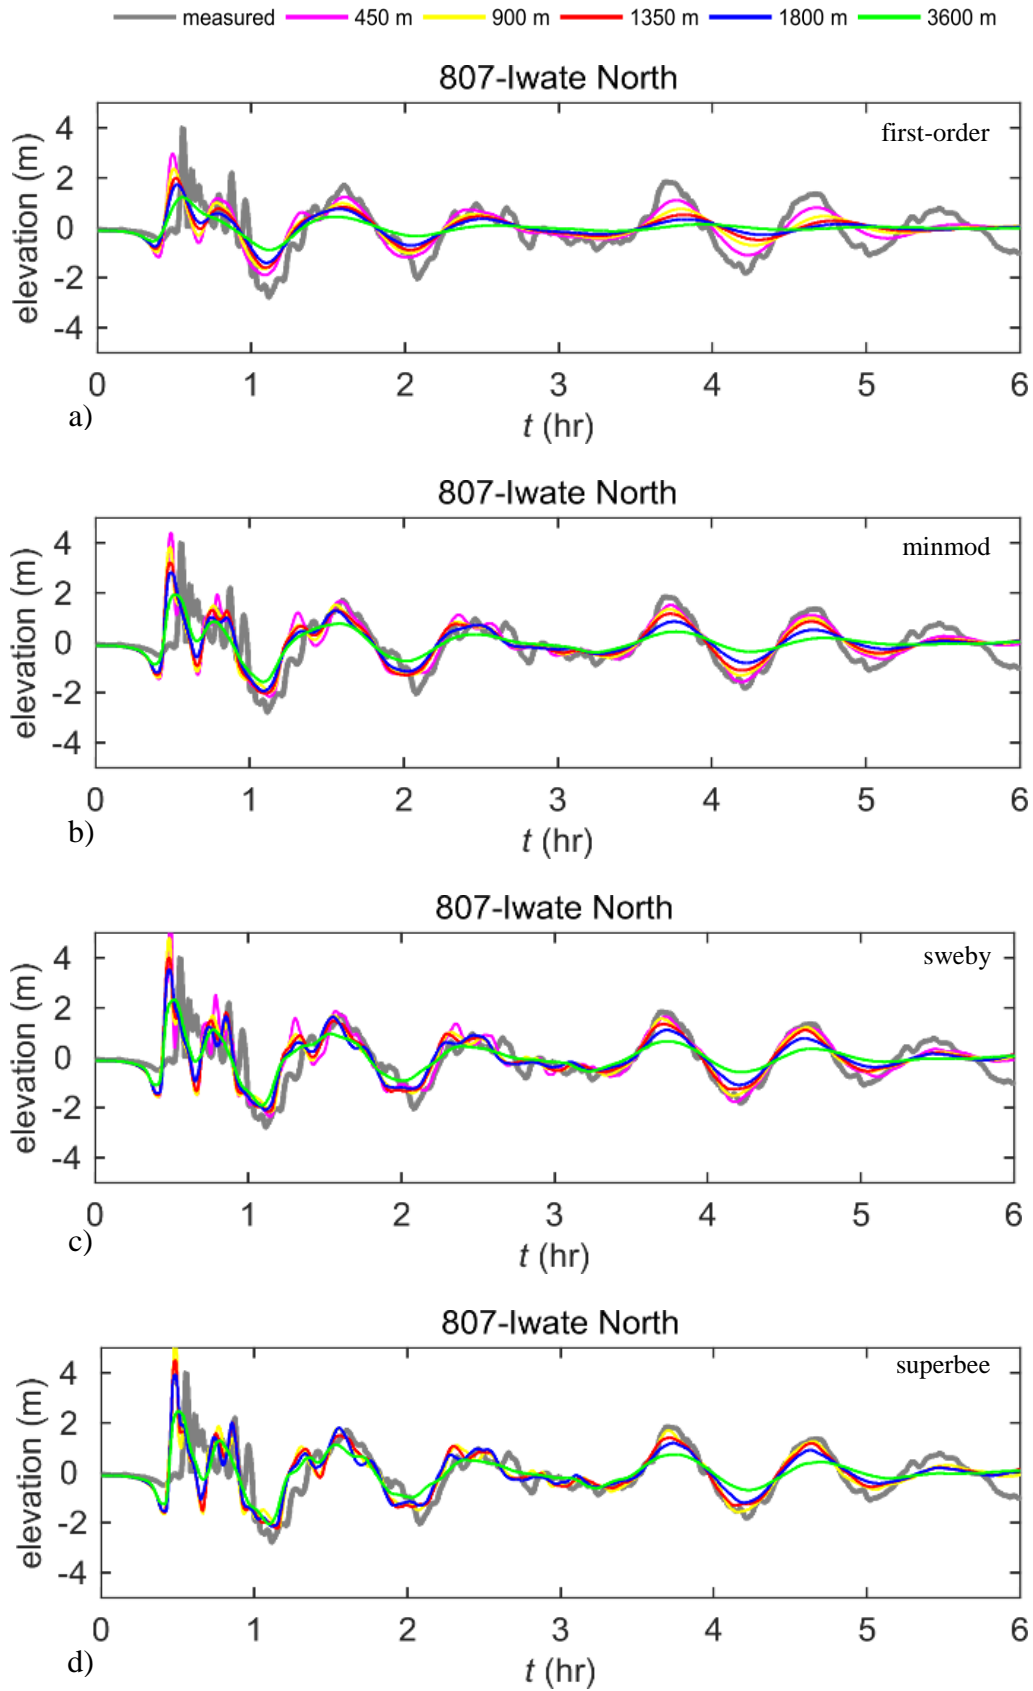 measured 450 m 900 m 1350 m 1800 m 3600 m
807-Iwate North
first-order
elevation (m)
4
2
0
-2
-4
0 1 2 3 4 5 6
a)
t (hr)
807-Iwate North
minmod
elevation (m)
4
2
0
-2
-4
0 1 2 3 4 5 6
b)
t (hr)
807-Iwate North
sweby
elevation (m)
4
2
0
-2
-4
0 1 2 3 4 5 6
c)
t (hr)
807-Iwate North
superbee
elevation (m)
4
2
0
-2
-4
0 1 2 3 4 5 6
d)
t (hr)